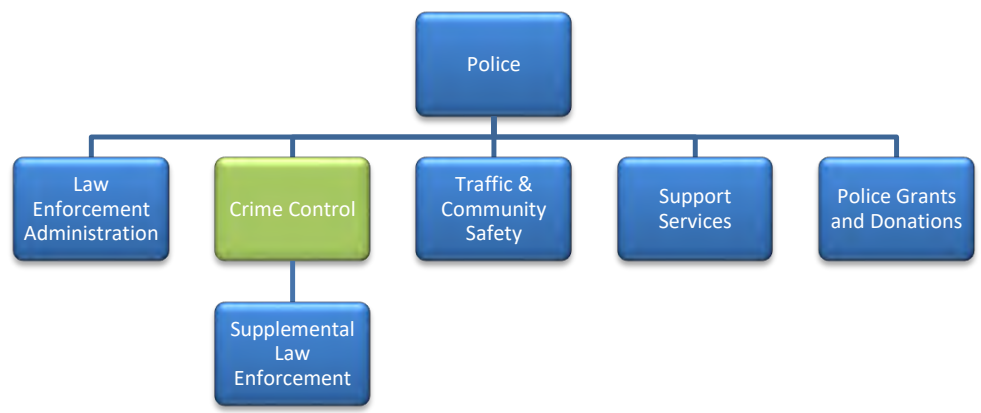 Police
Law
Enforcement
Administration
Crime Control
Traffic &
Community
Safety
Support
Services
Police Grants
and Donations
Supplemental
Law
Enforcement